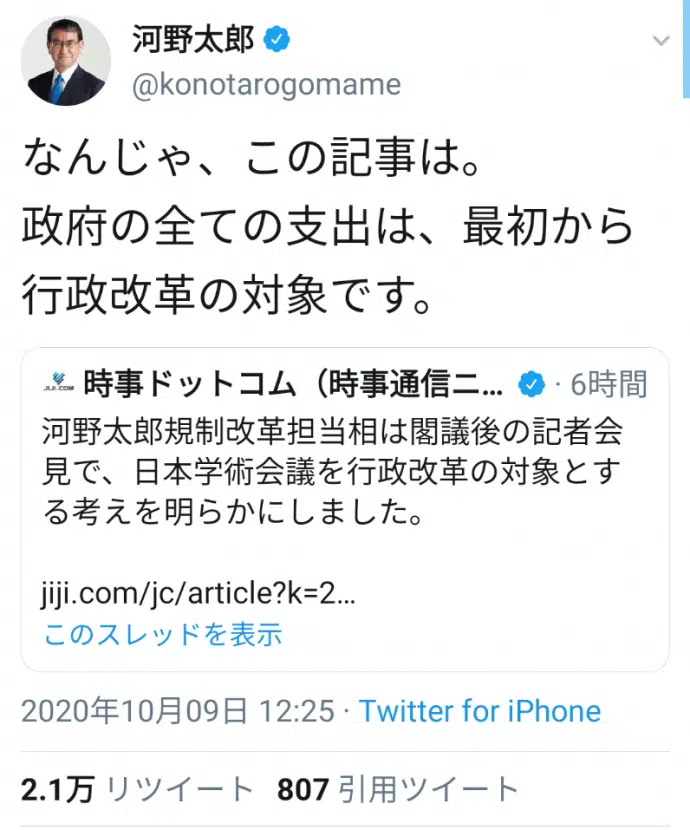 河野太郎
@konotarogomame
なんじゃ、この記事は。
政府の全ての支出は、最初から
行政改革の対象です。
JIJI.COM 時事ドットコム（時事通信ニ... · 6時間
河野太郎規制改革担当相は閣議後の記者会
見で、日本学術会議を行政改革の対象とす
る考えを明らかにしました。
jiji.com/jc/article?k=2...
このスレッドを表示
2020年10月09日 12:25 · Twitter for iPhone
2.1万 リツイート 807 引用ツイート